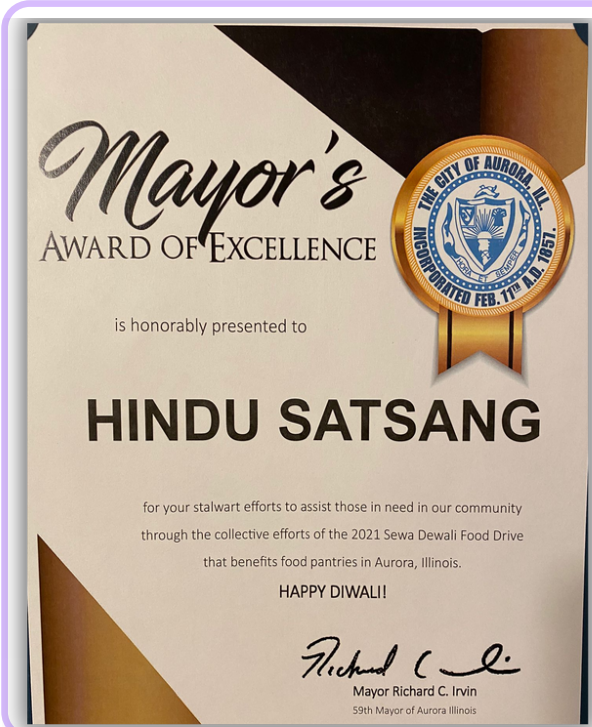 Mayor's
AWARD OF EXCELLENCE
THE CITY OF AURORA, ILL.
INCORPORATED FEB. 11TH A.D. 1857.
is honorably presented to
HINDU SATSANG
for your stalwart efforts to assist those in need in our community
through the collective efforts of the 2021 Sewa Dewali Food Drive
that benefits food pantries in Aurora, Illinois.
HAPPY DIWALI!
Mayor Richard C. Irvin
59th Mayor of Aurora Illinois